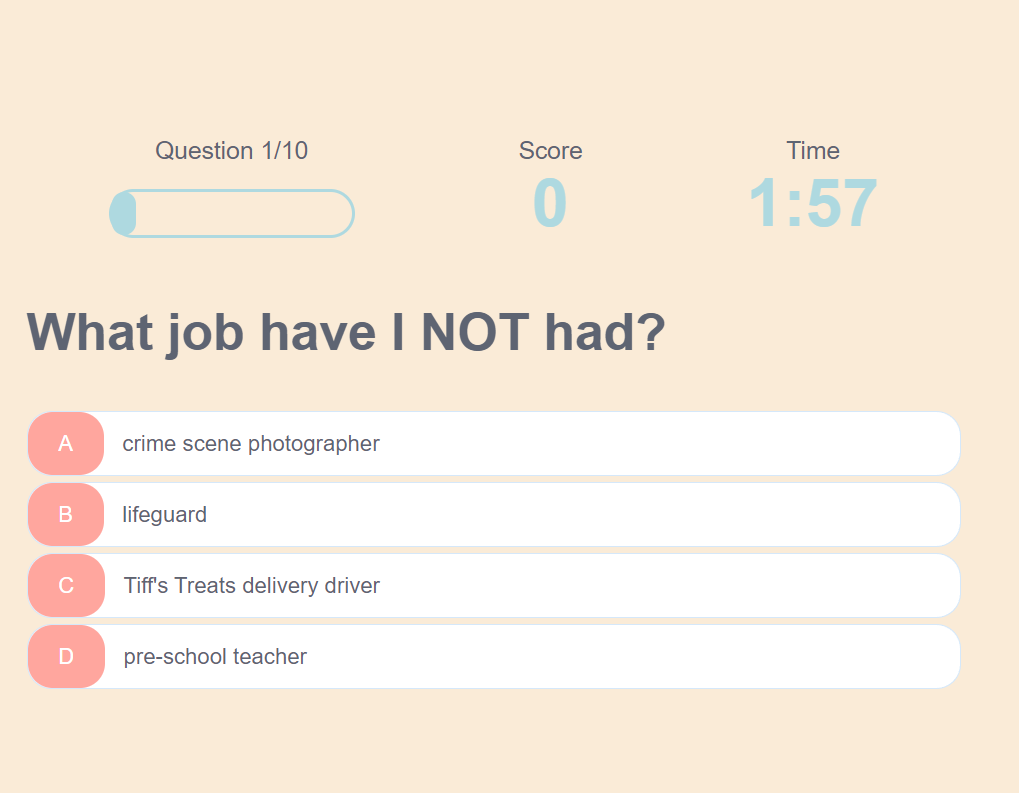 Question 1/10
Score
Time
0
1:57
What job have I NOT had?
A crime scene photographer
B lifeguard
C Tiff's Treats delivery driver
D pre-school teacher